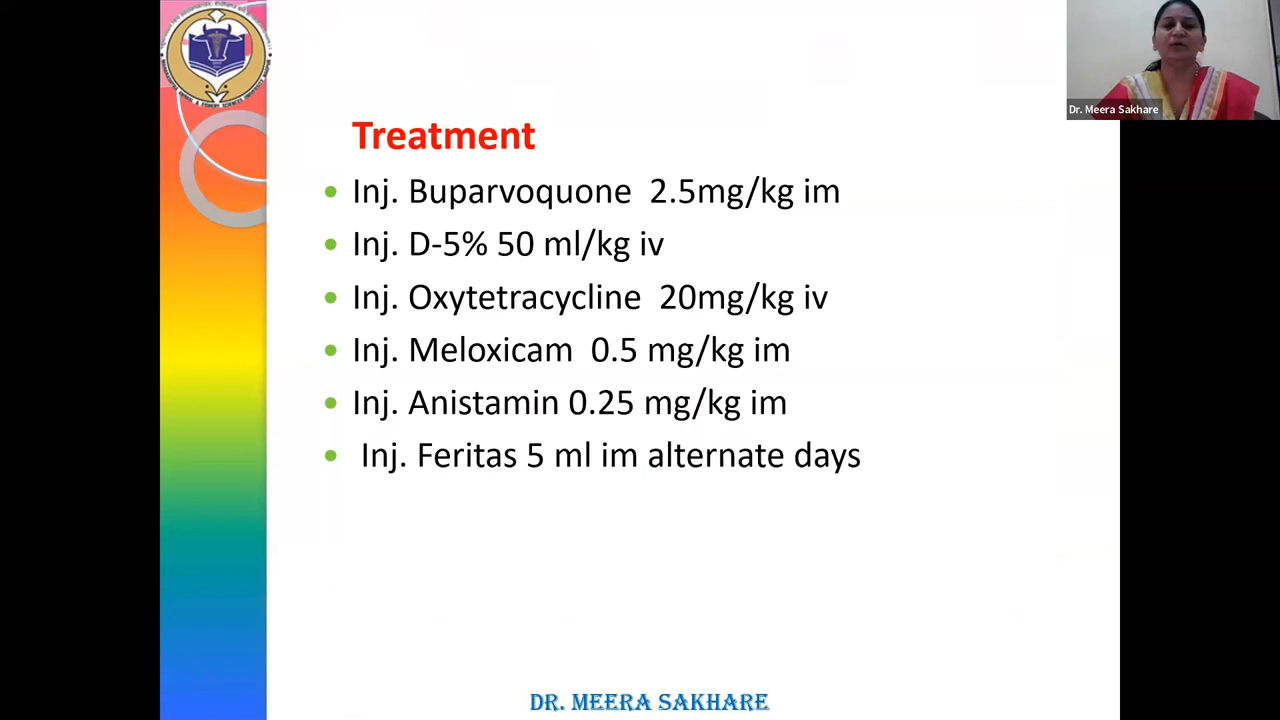 Dr. Meera Sakhare
Treatment
Inj. Buparvoquone 2.5mg/kg im
Inj. D-5% 50 ml/kg iv
Inj. Oxytetracycline 20mg/kg iv
Inj. Meloxicam 0.5 mg/kg im
Inj. Anistamin 0.25 mg/kg im
Inj. Feritas 5 ml im alternate days
DR. MEERA SAKHARE